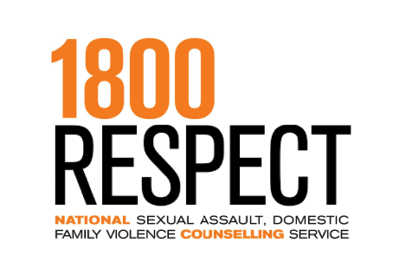 1800
RESPECT
NATIONAL SEXUAL ASSAULT, DOMESTIC
FAMILY VIOLENCE COUNSELLING SERVICE